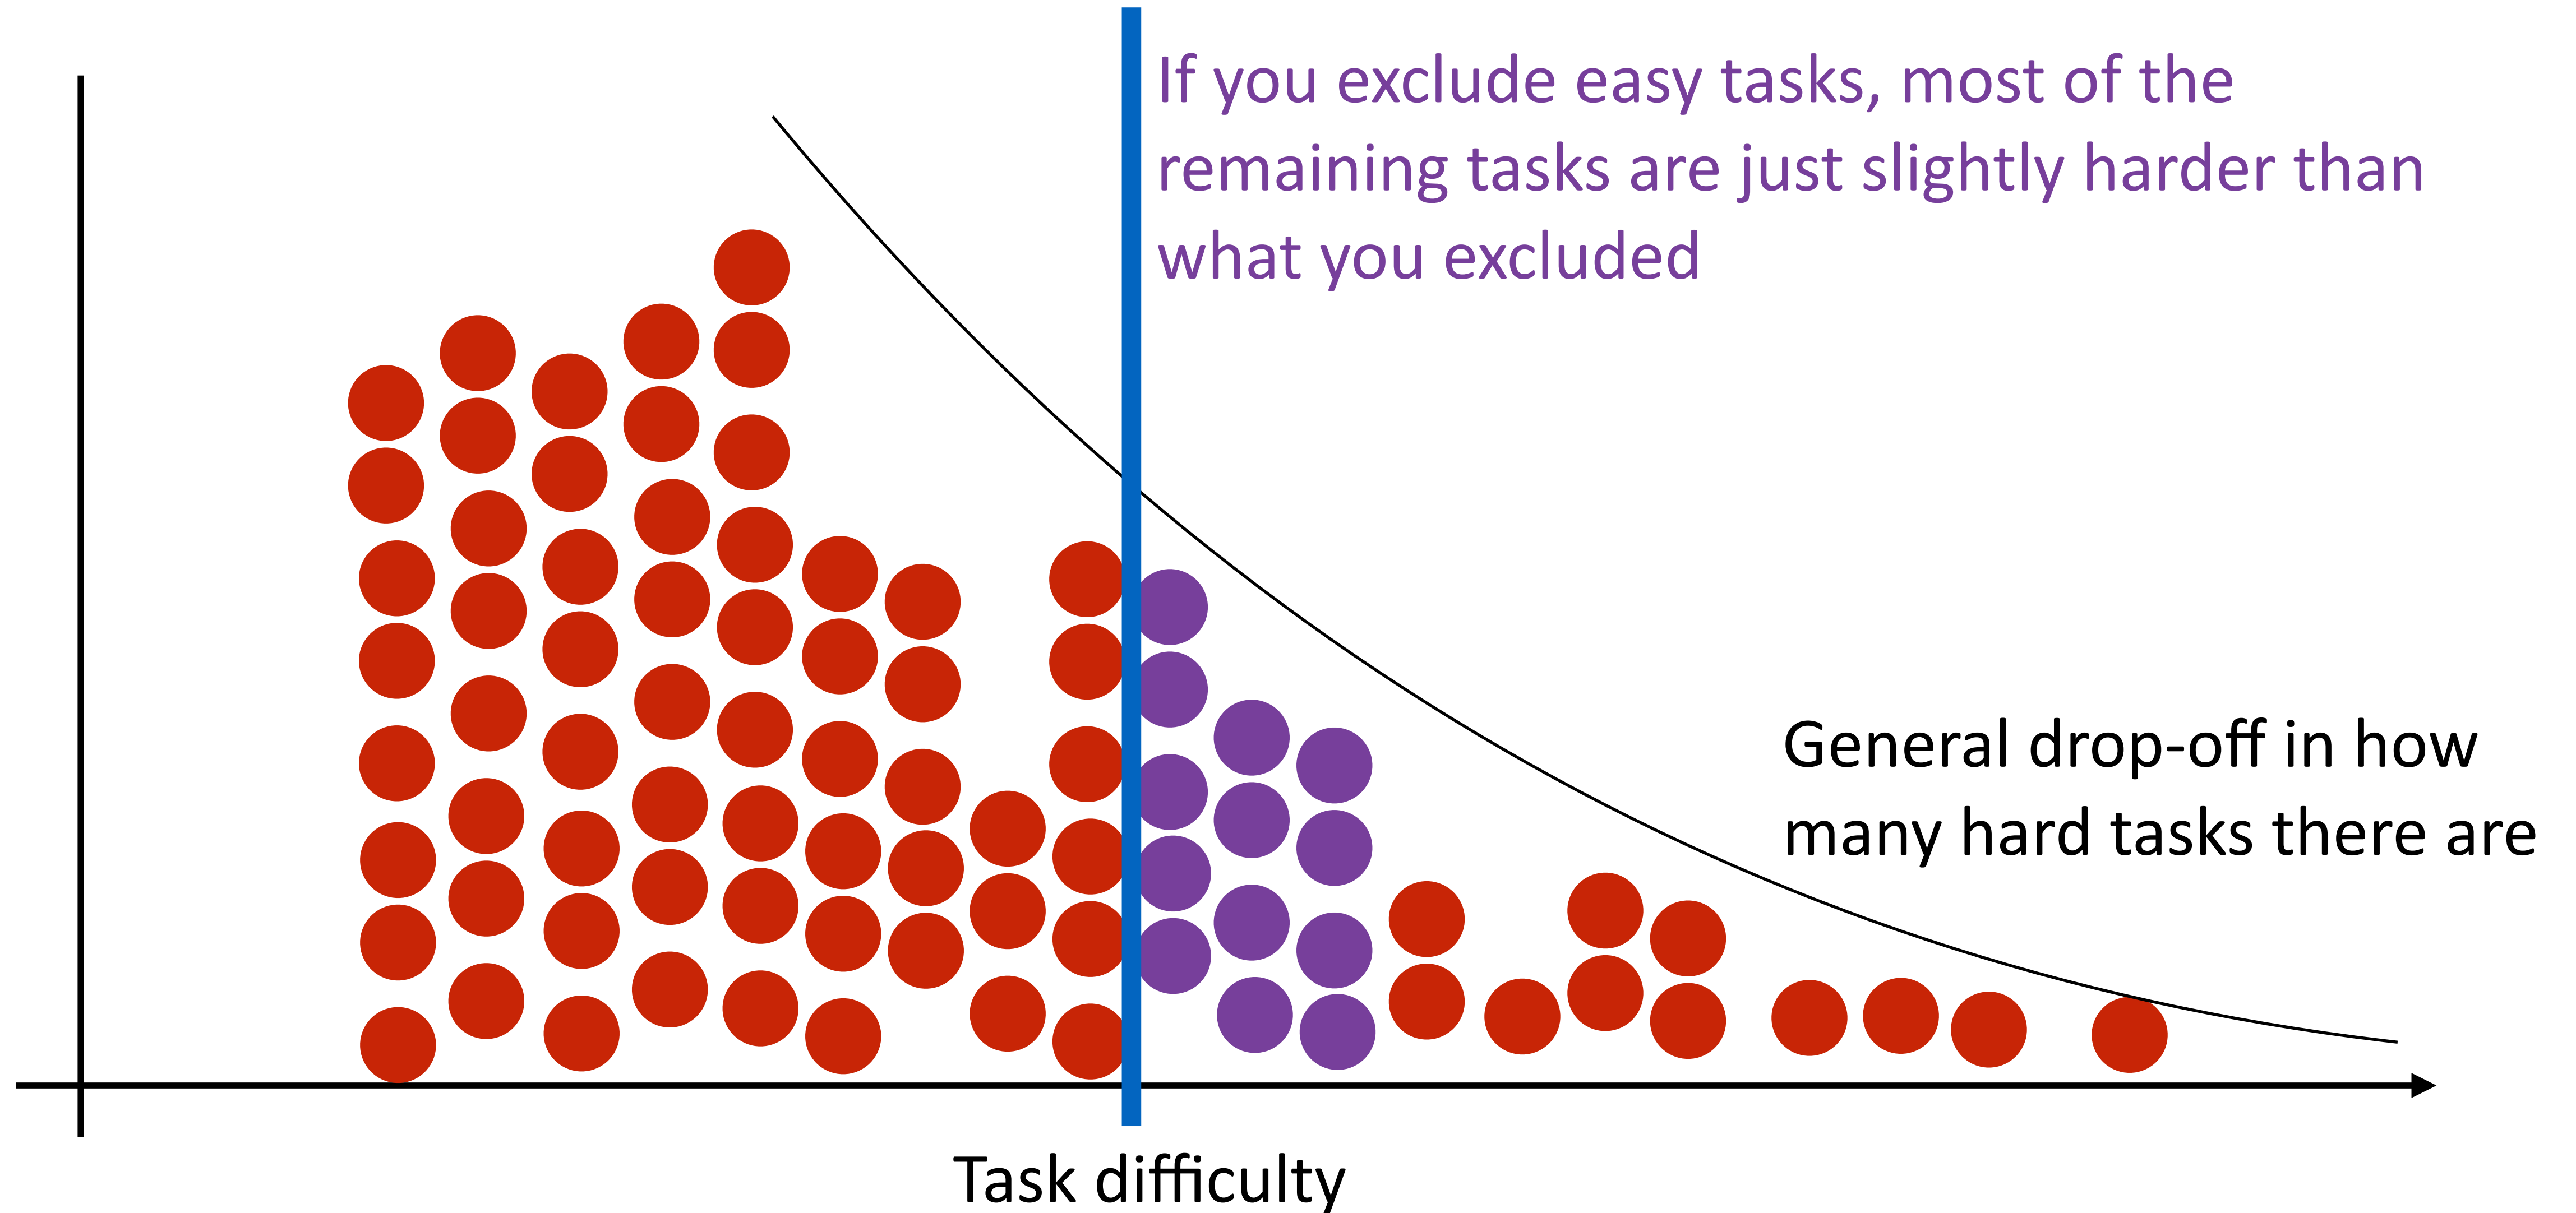 If you exclude easy tasks, most of the
remaining tasks are just slightly harder than
what you excluded
General drop-off in how
many hard tasks there are
Task difficulty